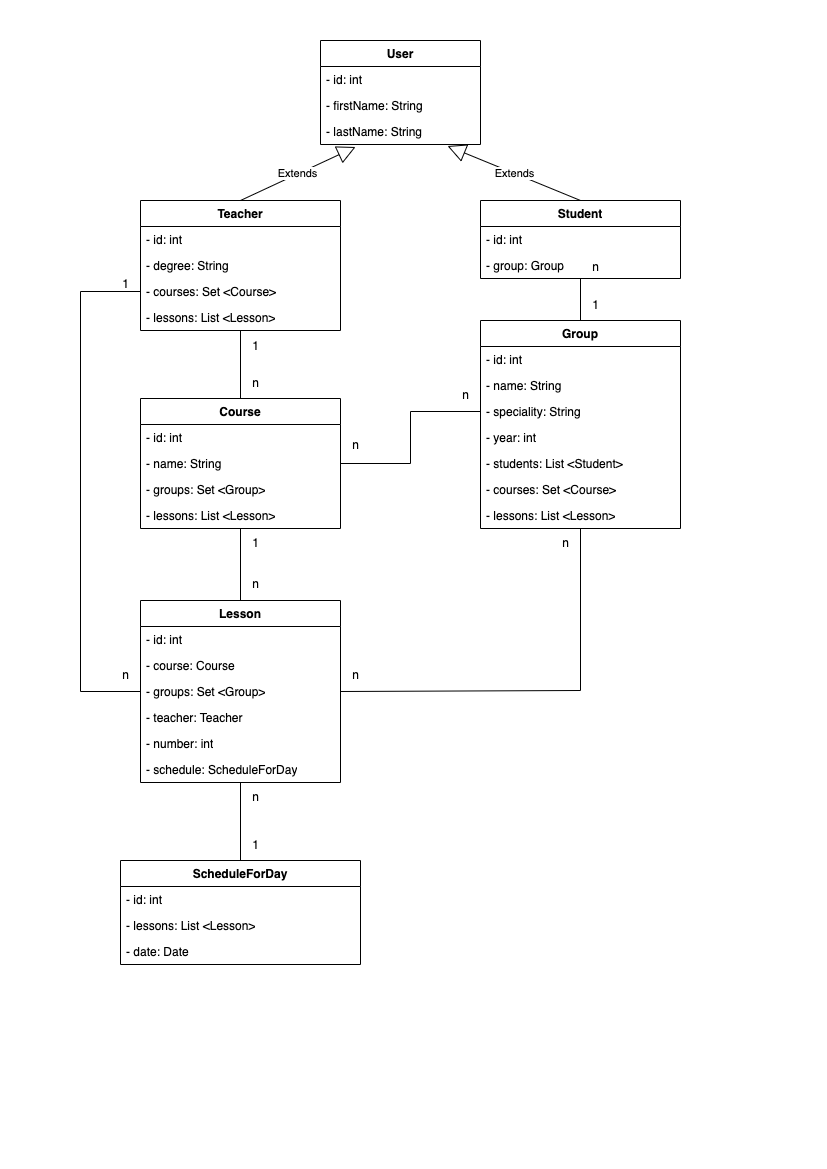 User
- id: int
- firstName: String
- lastName: String
Extends
Extends
Teacher
- id: int
- degree: String
- courses: Set <Course>
- lessons: List <Lesson>
Student
- id: int
- group: Group
n
1
1
1
n
Group
- id: int
- name: String
- speciality: String
- year: int
- students: List <Student>
- courses: Set <Course>
- lessons: List <Lesson>
n
n
Course
- id: int
- name: String
- groups: Set <Group>
- lessons: List <Lesson>
1
n
n
n
n
Lesson
- id: int
- course: Course
- groups: Set <Group>
- teacher: Teacher
- number: int
- schedule: ScheduleForDay
n
1
ScheduleForDay
- id: int
- lessons: List <Lesson>
- date: Date